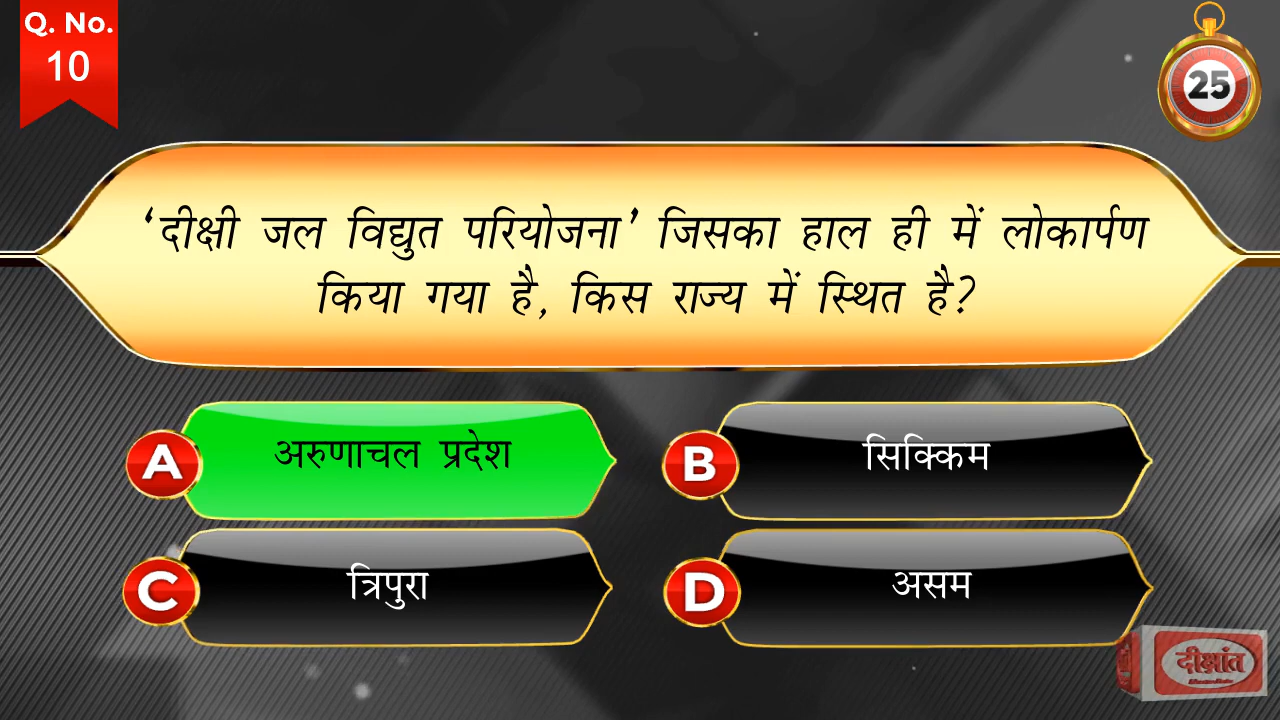 Q. No.
10
25
‘दीक्षी जल विद्युत परियोजना’ जिसका हाल ही में लोकार्पण
किया गया है, किस राज्य में स्थित है?
A अरुणाचल प्रदेश
B सिक्किम
C त्रिपुरा
D असम
दीक्षांत